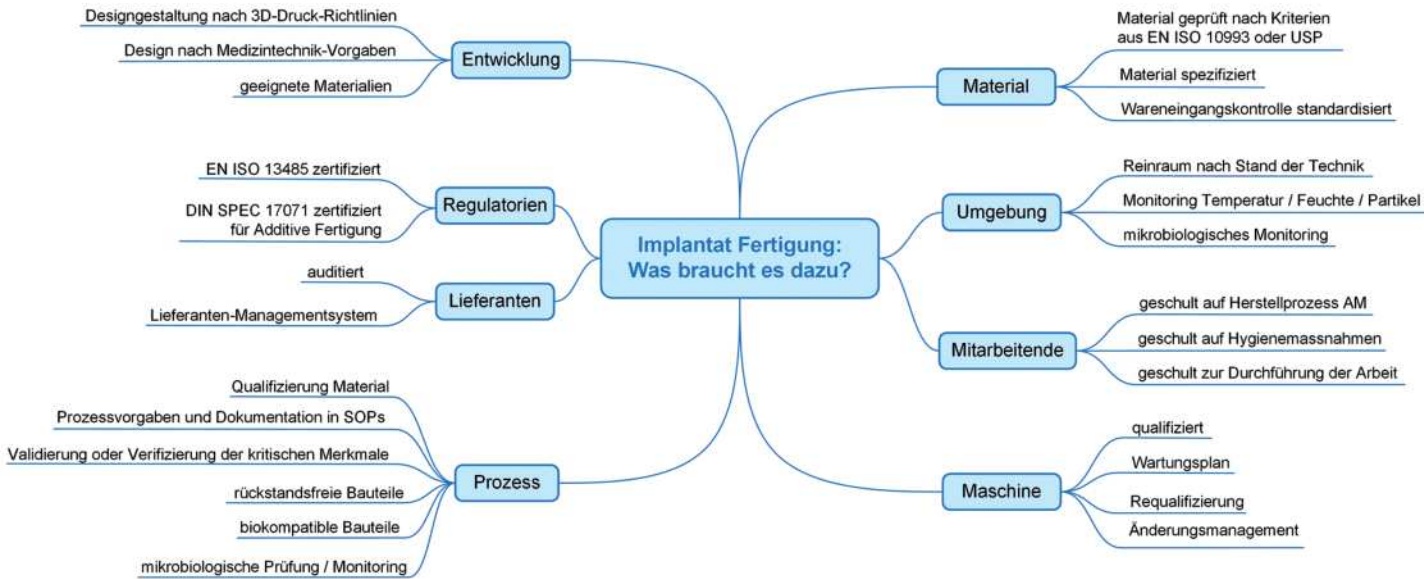 Implantat Fertigung:
Was braucht es dazu?
Entwicklung
Designgestaltung nach 3D-Druck-Richtlinien
Design nach Medizintechnik-Vorgaben
geeignete Materialien
Regulatorien
EN ISO 13485 zertifiziert
DIN SPEC 17071 zertifiziert
für Additive Fertigung
Lieferanten
auditiert
Lieferanten-Managementsystem
Prozess
Qualifizierung Material
Prozessvorgaben und Dokumentation in SOPs
Validierung oder Verifizierung der kritischen Merkmale
rückstandsfreie Bauteile
biokompatible Bauteile
mikrobiologische Prüfung / Monitoring
Material
Material geprüft nach Kriterien
aus EN ISO 10993 oder USP
Material spezifiziert
Wareneingangskontrolle standardisiert
Umgebung
Reinraum nach Stand der Technik
Monitoring Temperatur / Feuchte / Partikel
mikrobiologisches Monitoring
Mitarbeitende
geschult auf Herstellprozess AM
geschult auf Hygienemassnahmen
geschult zur Durchführung der Arbeit
Maschine
qualifiziert
Wartungsplan
Requalifizierung
Änderungsmanagement